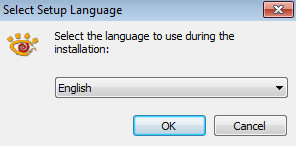 Select Setup Language
Select the language to use during the
installation:
English
OK
Cancel